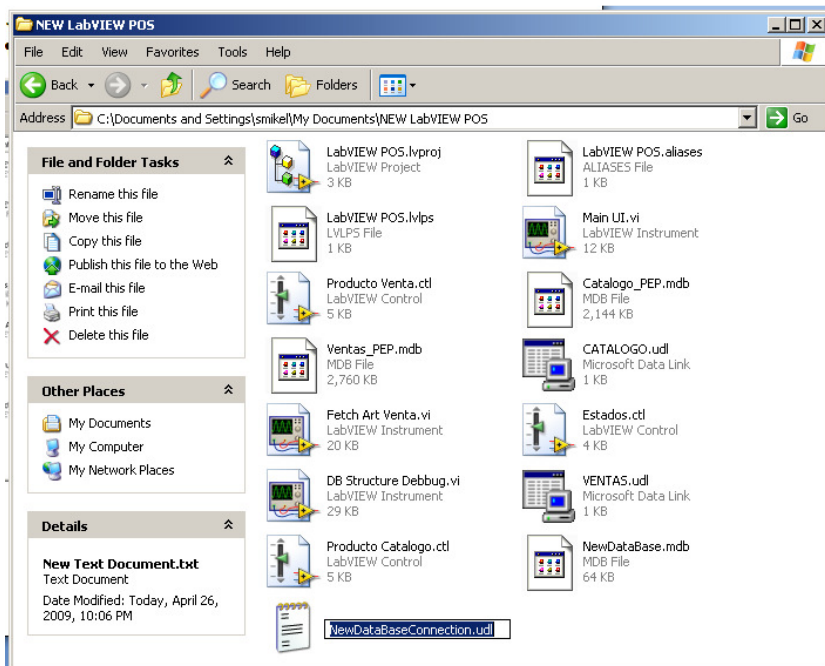 NEW LabVIEW POS
File Edit View Favorites Tools Help
Back Search Folders
Address C:\Documents and Settings\smikel\My Documents\NEW LabVIEW POS Go
File and Folder Tasks
Rename this file
Move this file
Copy this file
Publish this file to the Web
E-mail this file
Print this file
Delete this file
Other Places
My Documents
My Computer
My Network Places
Details
New Text Document.txt
Text Document
Date Modified: Today, April 26,
2009, 10:06 PM
LabVIEW POS.lvproj
LabVIEW Project
3 KB
LabVIEW POS.aliases
ALIASES File
1 KB
LabVIEW POS.lvlps
LVLPS File
1 KB
Main UI.vi
LabVIEW Instrument
12 KB
Producto Venta.ctl
LabVIEW Control
5 KB
Catalogo_PEP.mdb
MDB File
2,144 KB
Ventas_PEP.mdb
MDB File
2,760 KB
CATALOGO.udl
Microsoft Data Link
1 KB
Fetch Art Venta.vi
LabVIEW Instrument
20 KB
Estados.ctl
LabVIEW Control
4 KB
DB Structure Debbug.vi
LabVIEW Instrument
29 KB
VENTAS.udl
Microsoft Data Link
1 KB
Producto Catalogo.ctl
LabVIEW Control
5 KB
NewDataBase.mdb
MDB File
64 KB
NewDataBaseConnection.udl